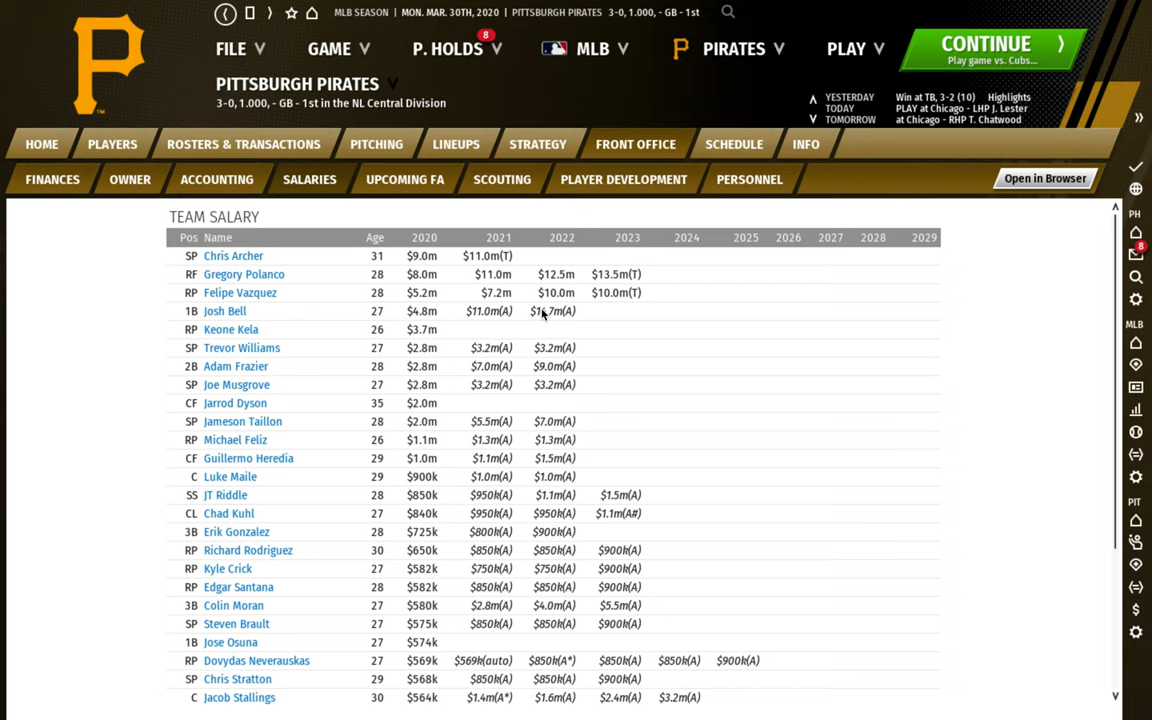 MLB SEASON | MON. MAR. 30TH, 2020 | PITTSBURGH PIRATES 3-0, 1.000, - GB - 1st
FILE GAME P. HOLDS 8 MLB PIRATES PLAY
CONTINUE
Play game vs. Cubs...
PITTSBURGH PIRATES
3-0, 1.000, - GB - 1st in the NL Central Division
YESTERDAY Win at TB, 3-2 (10) Highlights
TODAY PLAY at Chicago - LHP J. Lester
TOMORROW at Chicago - RHP T. Chatwood
HOME PLAYERS ROSTERS & TRANSACTIONS PITCHING LINEUPS STRATEGY FRONT OFFICE SCHEDULE INFO
FINANCES OWNER ACCOUNTING SALARIES UPCOMING FA SCOUTING PLAYER DEVELOPMENT PERSONNEL Open in Browser
TEAM SALARY
Pos Name Age 2020 2021 2022 2023 2024 2025 2026 2027 2028 2029
SP Chris Archer 31 $9.0m $11.0m(T)
RF Gregory Polanco 28 $8.0m $11.0m $12.5m $13.5m(T)
RP Felipe Vazquez 28 $5.2m $7.2m $10.0m $10.0m(T)
1B Josh Bell 27 $4.8m $11.0m(A)
RP Keone Kela 26 $3.7m
SP Trevor Williams 27 $2.8m $3.2m(A) $3.2m(A)
2B Adam Frazier 28 $2.8m $7.0m(A) $9.0m(A)
SP Joe Musgrove 27 $2.8m $3.2m(A) $3.2m(A)
CF Jarrod Dyson 35 $2.0m
SP Jameson Taillon 28 $2.0m $5.5m(A) $7.0m(A)
RP Michael Feliz 26 $1.1m $1.3m(A) $1.3m(A)
CF Guillermo Heredia 29 $1.0m $1.1m(A) $1.5m(A)
C Luke Maile 29 $900k $1.0m(A) $1.0m(A)
SS JT Riddle 28 $850k $950k(A) $1.1m(A) $1.5m(A)
CL Chad Kuhl 27 $840k $950k(A) $950k(A) $1.1m(A#)
3B Erik Gonzalez 28 $725k $800k(A) $900k(A)
RP Richard Rodriguez 30 $650k $850k(A) $850k(A) $900k(A)
RP Kyle Crick 27 $582k $750k(A) $750k(A) $900k(A)
RP Edgar Santana 28 $582k $850k(A) $850k(A) $900k(A)
3B Colin Moran 27 $580k $2.8m(A) $4.0m(A) $5.5m(A)
SP Steven Brault 27 $575k $850k(A) $850k(A) $900k(A)
1B Jose Osuna 27 $574k
RP Dovydas Neverauskas 27 $569k $569k(auto) $850k(A*) $850k(A) $850k(A) $900k(A)
SP Chris Stratton 29 $568k $850k(A) $850k(A) $900k(A)
C Jacob Stallings 30 $564k $1.4m(A*) $1.6m(A) $2.4m(A) $3.2m(A)
PH
8
MLB
PIT